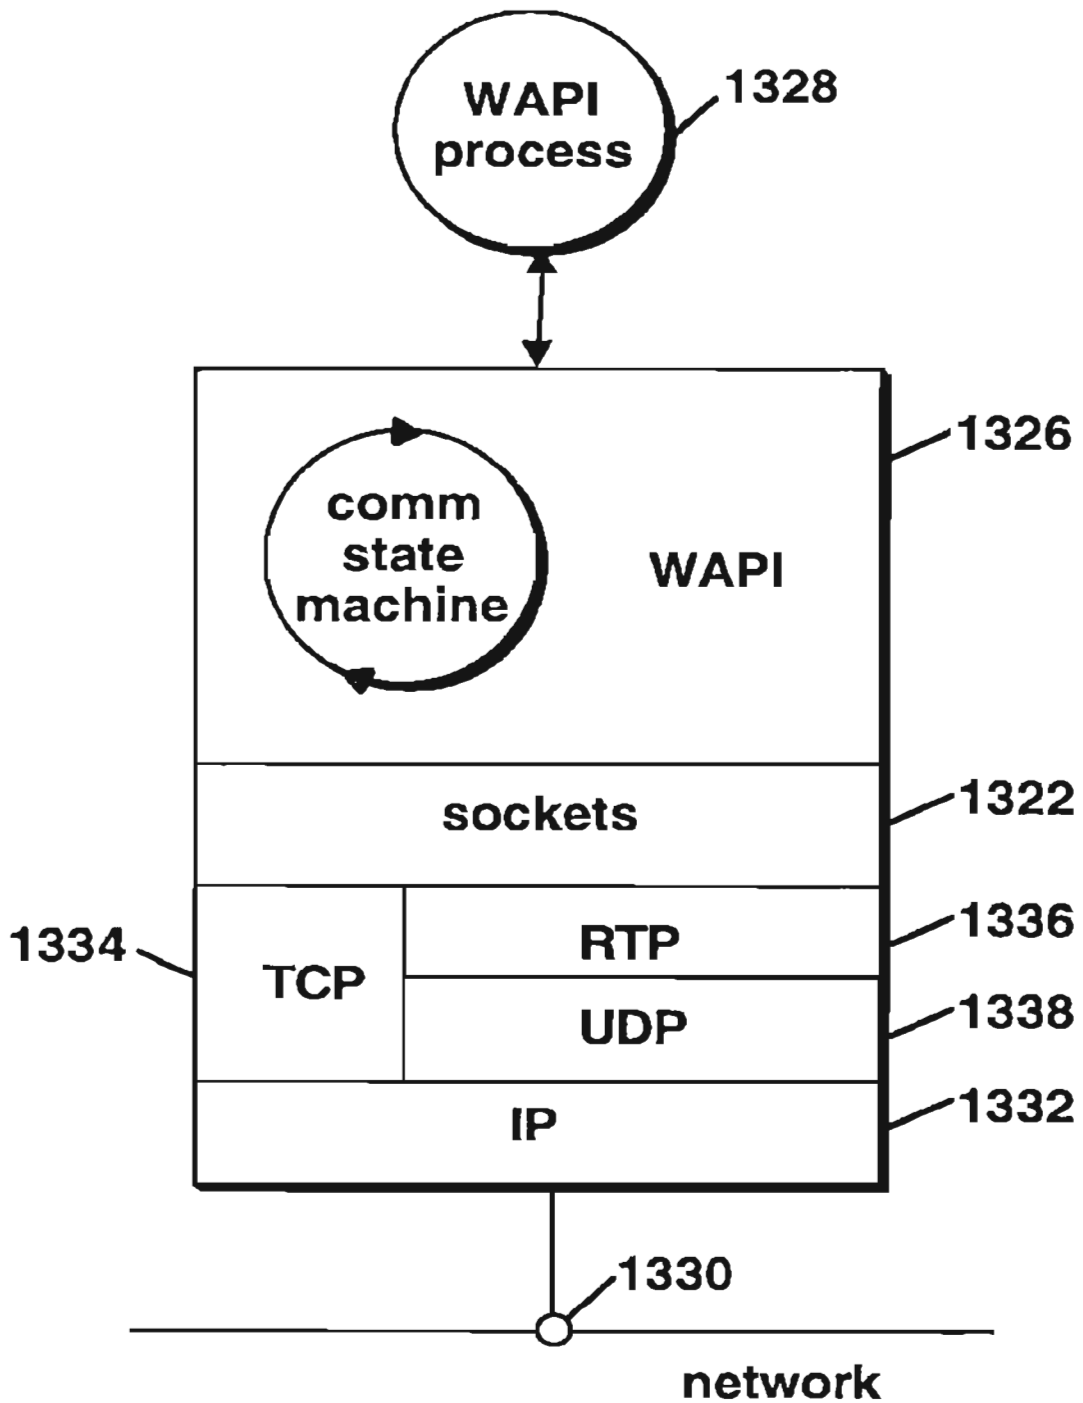 WAPI
process
1328
1326
comm
state
machine
WAPI
sockets
1322
1334
TCP
RTP
1336
UDP
1338
IP
1332
1330
network